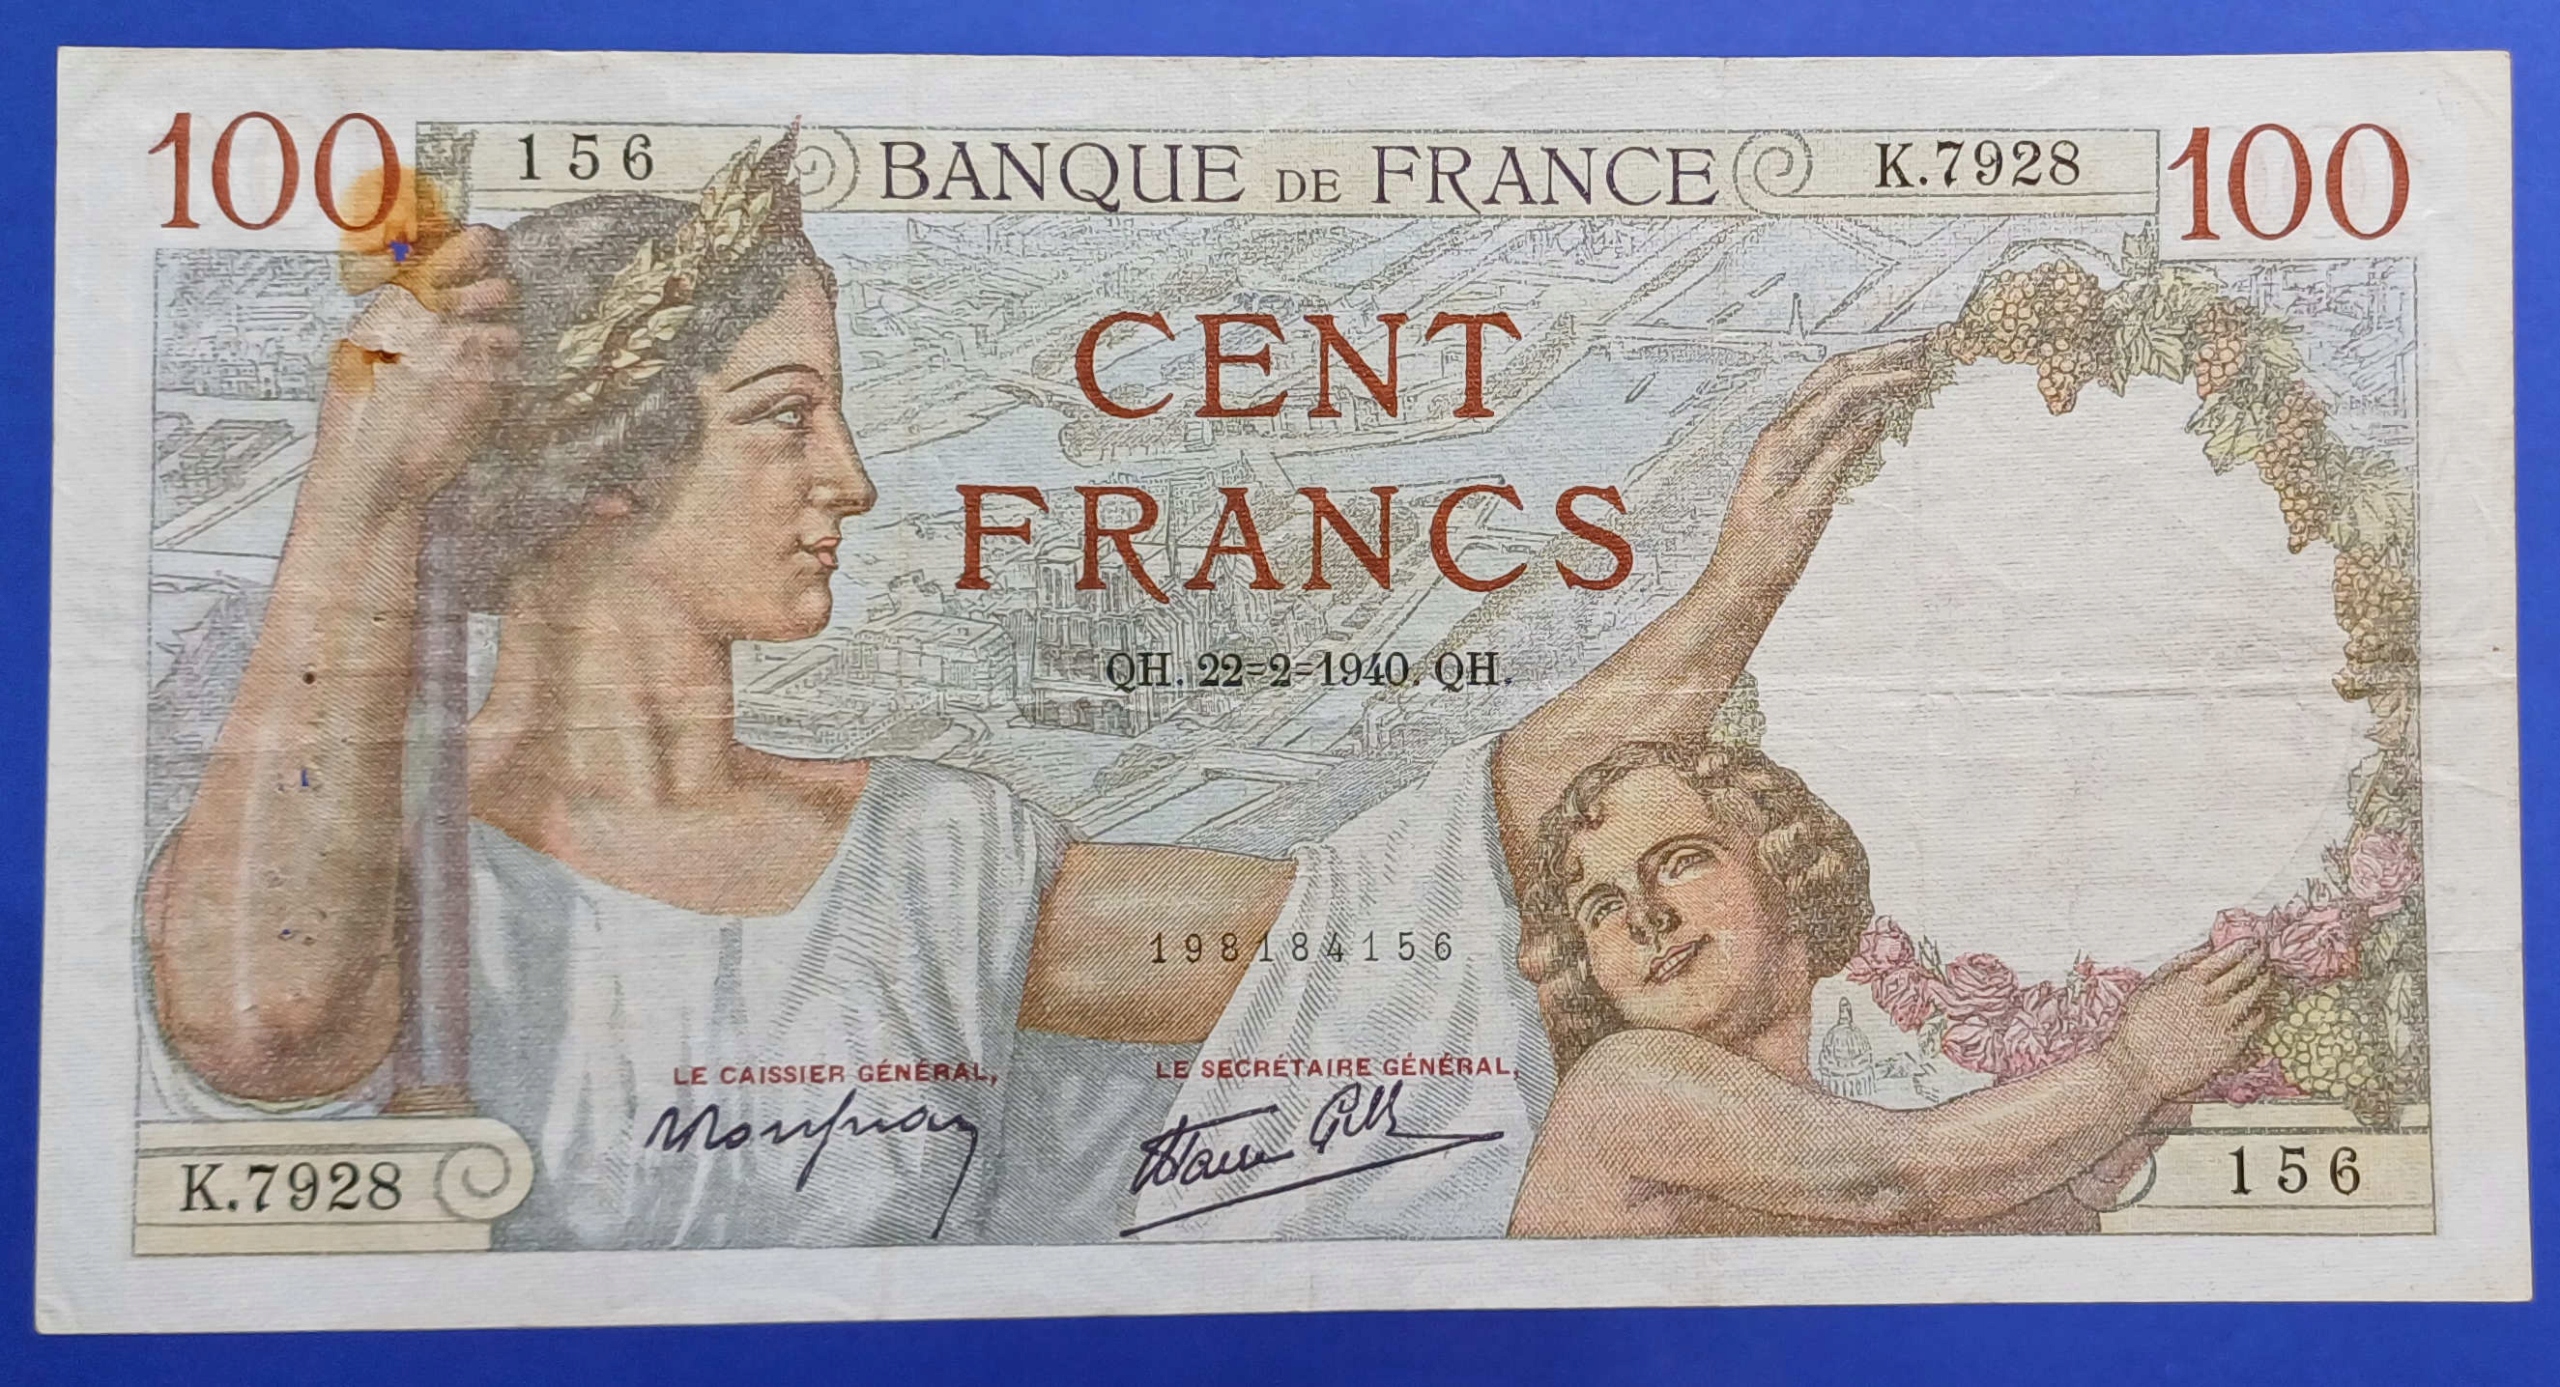 100 156 BANQUE DE FRANCE K.7928 100
CENT
FRANCS
QH. 22=2=1940. QH.
198184156
LE CAISSIER GÉNÉRAL, LE SECRÉTAIRE GÉNÉRAL,
K.7928 156